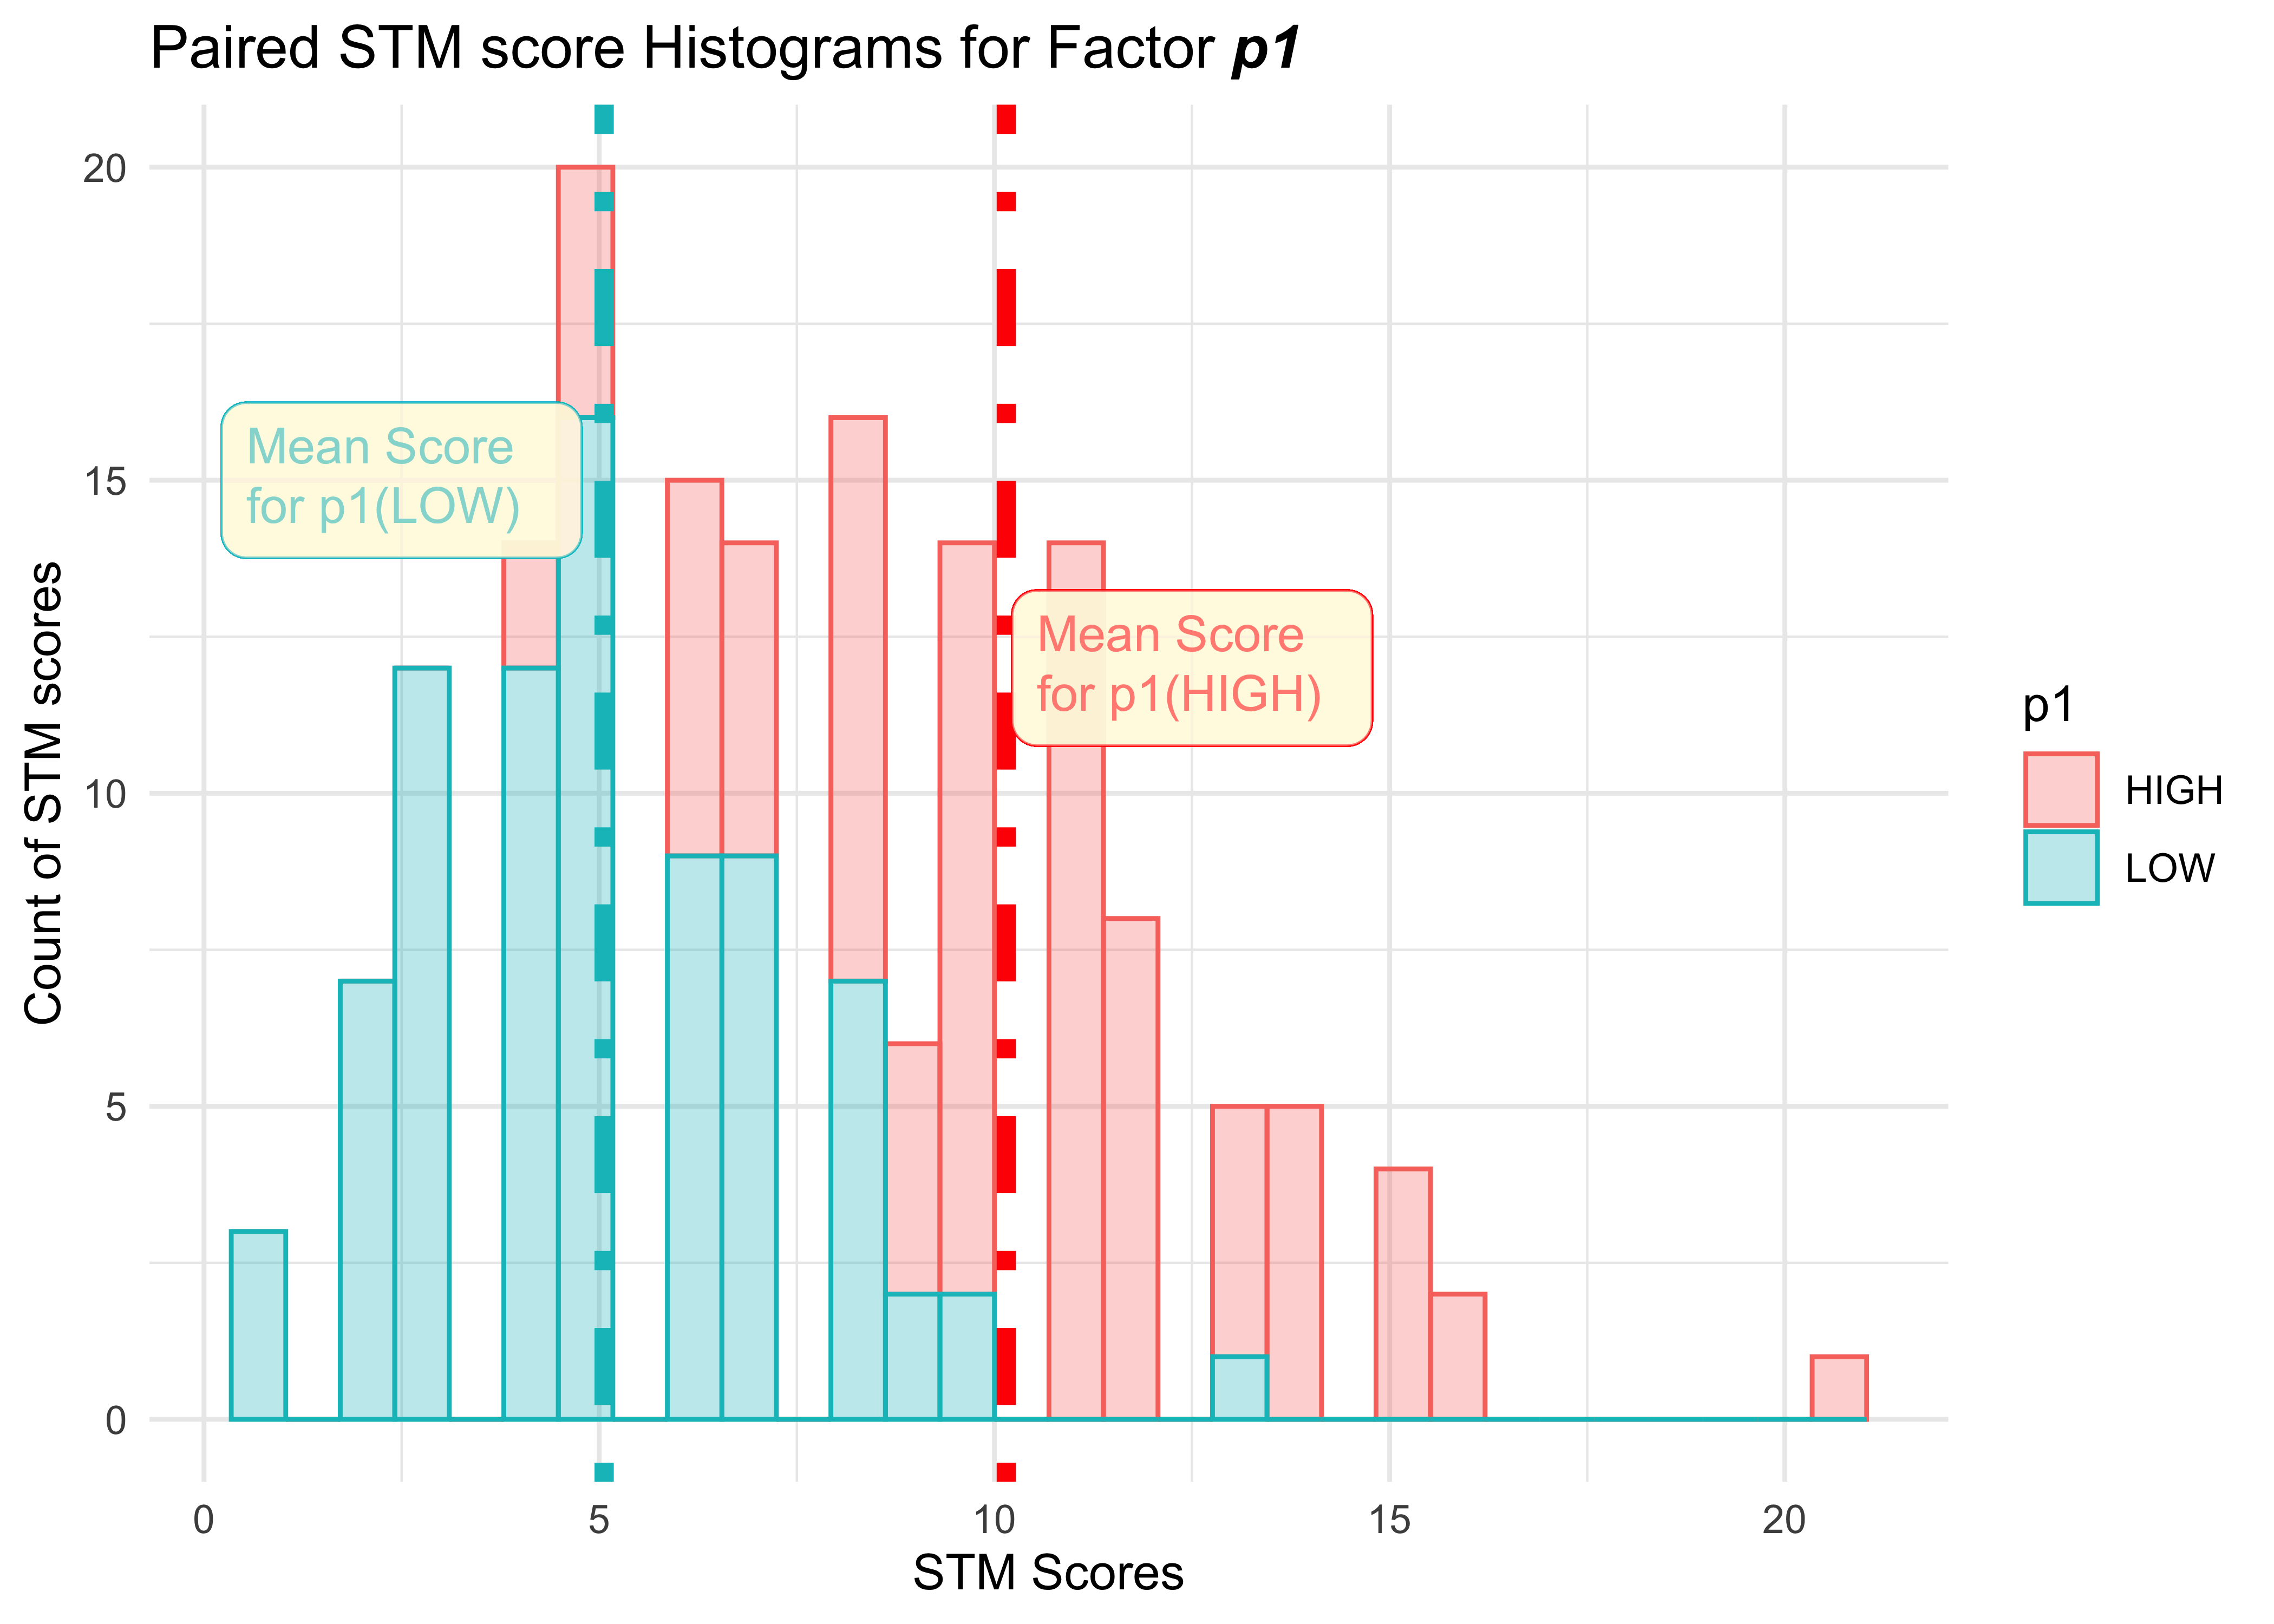 Paired STM score Histograms for Factor p1
20
15
10
5
0
Count of STM scores
Mean Score
for p1(LOW)
Mean Score
for p1(HIGH)
p1
HIGH
LOW
0 5 10 15 20
STM Scores